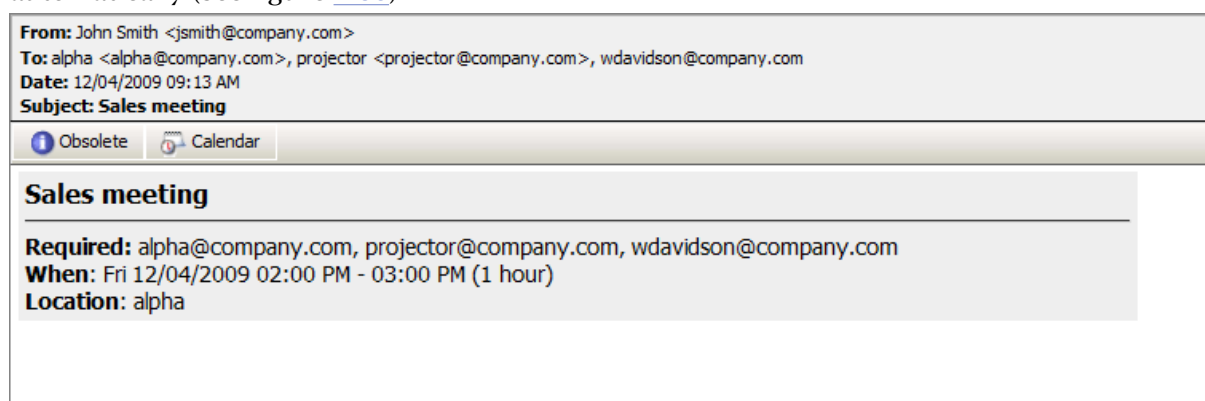 From: John Smith <jsmith@company.com>
To: alpha <alpha@company.com>, projector <projector@company.com>, wdavidson@company.com
Date: 12/04/2009 09:13 AM
Subject: Sales meeting
Obsolete Calendar
Sales meeting
Required: alpha@company.com, projector@company.com, wdavidson@company.com
When: Fri 12/04/2009 02:00 PM - 03:00 PM (1 hour)
Location: alpha